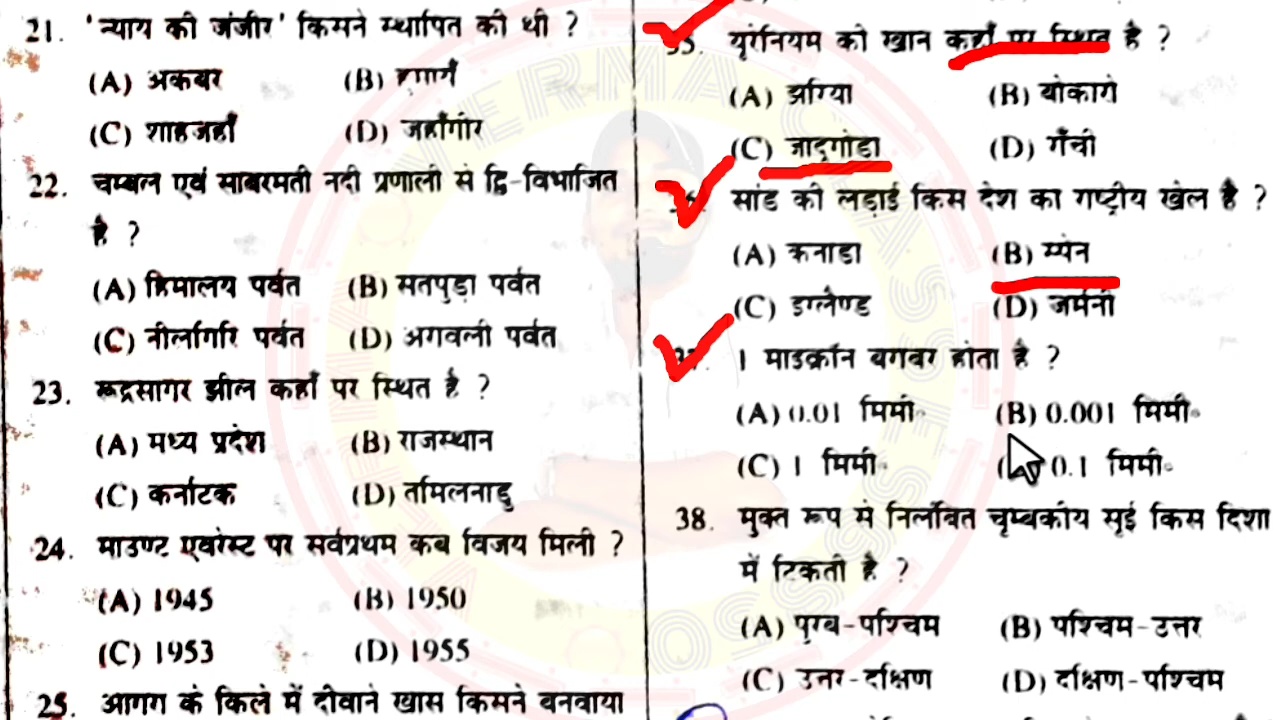 21. 'न्याय की जंजीर' किसने स्थापित की थी ?
(A) अकबर (B)
(C) शाहजहाँ (D) जहाँगीर
22. चम्बल एवं साबरमती नदी प्रणाली से द्वि-विभाजित
है ?
(A) हिमालय पर्वत (B) सतपुड़ा पर्वत
(C) नीलगिरि पर्वत (D) अरावली पर्वत
23. रूद्रसागर झील कहाँ पर स्थित है ?
(A) मध्य प्रदेश (B) राजस्थान
(C) कर्नाटक (D) तमिलनाडु
24. माउण्ट एवरेस्ट पर सर्वप्रथम कब विजय मिली ?
(A) 1945 (B) 1950
(C) 1953 (D) 1955
25. आगरा के किले में दीवाने खास किसने बनवाया
35. यूरेनियम की खान कहाँ पर स्थित है ?
(A) झरिया (B) बोकारो
(C) जादूगोडा (D) राँची
सांड की लड़ाई किस देश का राष्ट्रीय खेल है ?
(A) कनाडा (B) स्पेन
(C) इंग्लैण्ड (D) जर्मनी
1 माइक्रॉन बराबर होता है ?
(A) 0.01 मिमी. (B) 0.001 मिमी.
(C) 1 मिमी. 0.1 मिमी.
38. मुक्त रूप से निलंबित चुम्बकीय सूई किस दिशा
में टिकती है ?
(A) पूरब-पश्चिम (B) पश्चिम-उत्तर
(C) उत्तर-दक्षिण (D) दक्षिण-पश्चिम